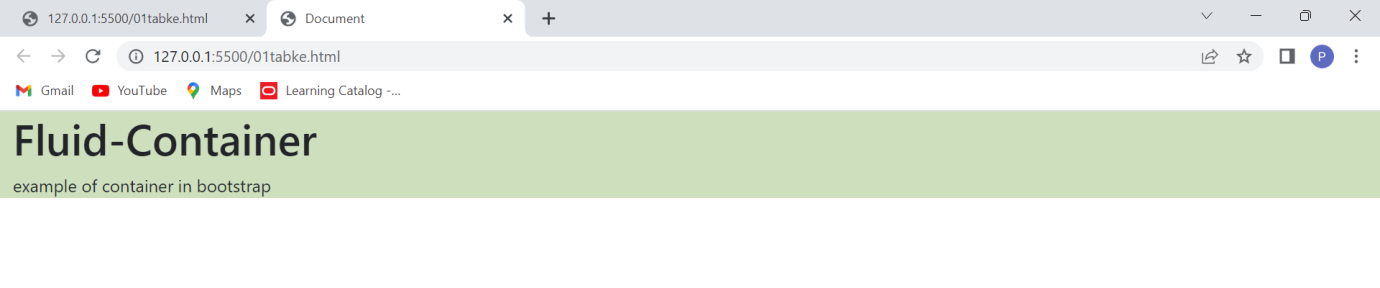 127.0.0.1:5500/01tabke.html
Document
127.0.0.1:5500/01tabke.html
P
Gmail
YouTube
Maps
Learning Catalog -...
Fluid-Container
example of container in bootstrap